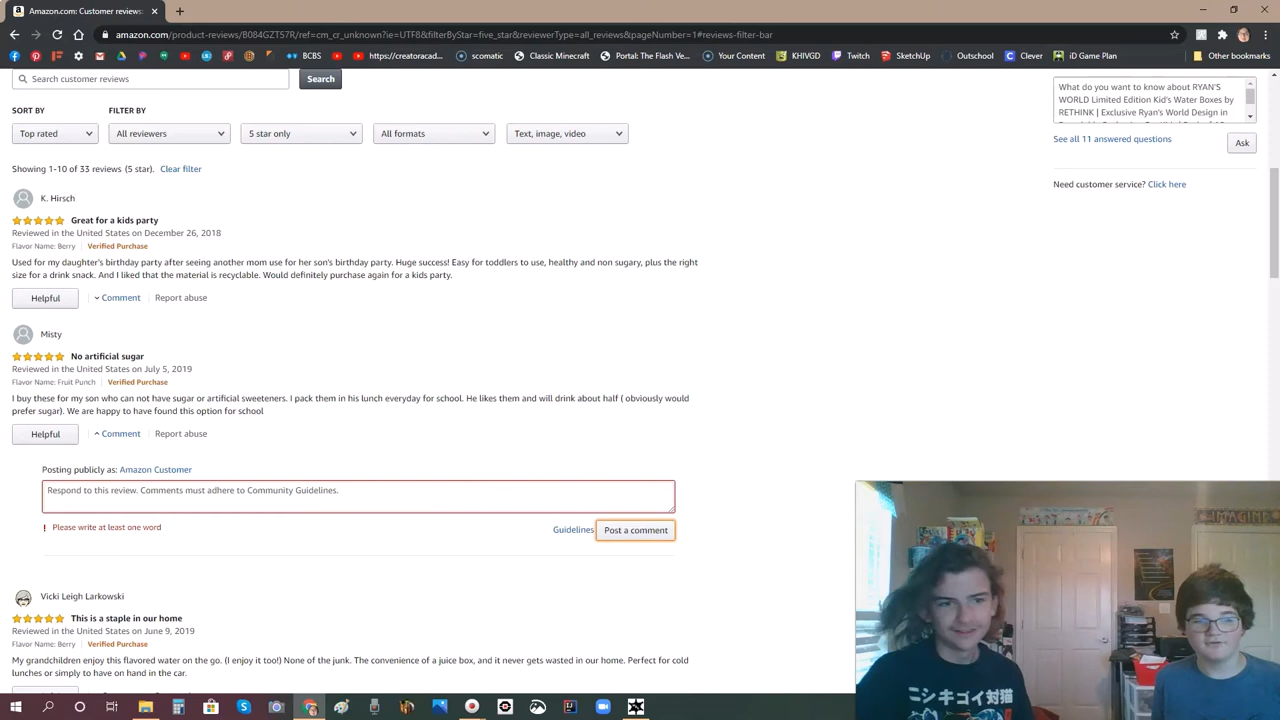 Amazon.com: Customer reviews:
amazon.com/product-reviews/B084GZT57R/ref=cm_cr_unknown?ie=UTF8&filterByStar=five_star&reviewerType=all_reviews&pageNumber=1#reviews-filter-bar
BCBS
https://creatoracad...
scomatic
Classic Minecraft
Portal: The Flash Ve...
KHIVGD
Twitch
SketchUp
Outschool
Clever
iD Game Plan
Other bookmarks
Search customer reviews
Search
What do you want to know about RYAN'S
WORLD Limited Edition Kid's Water Boxes by
RETHINK | Exclusive Ryan's World Design in
SORT BY
FILTER BY
Top rated
All reviewers
5 star only
All formats
Text, image, video
See all 11 answered questions
Ask
Showing 1-10 of 33 reviews (5 star).
Clear filter
Need customer service? Click here
K. Hirsch
Great for a kids party
Reviewed in the United States on December 26, 2018
Flavor Name: Berry | Verified Purchase
Used for my daughter's birthday party after seeing another mom use for her son's birthday party. Huge success! Easy for toddlers to use, healthy and non sugary, plus the right
size for a drink snack. And I liked that the material is recyclable. Would definitely purchase again for a kids party.
Helpful
Comment
Report abuse
Misty
No artificial sugar
Reviewed in the United States on July 5, 2019
Flavor Name: Fruit Punch | Verified Purchase
I buy these for my son who can not have sugar or artificial sweeteners. I pack them in his lunch everyday for school. He likes them and will drink about half ( obviously would
prefer sugar). We are happy to have found this option for school
Helpful
Comment
Report abuse
Posting publicly as: Amazon Customer
Respond to this review. Comments must adhere to Community Guidelines.
! Please write at least one word
Guidelines
Post a comment
Vicki Leigh Larkowski
This is a staple in our home
Reviewed in the United States on June 9, 2019
Flavor Name: Berry | Verified Purchase
My grandchildren enjoy this flavored water on the go. (I enjoy it too!) None of the junk. The convenience of a juice box, and it never gets wasted in our home. Perfect for cold
lunches or simply to have on hand in the car.
IMAGINE
ニシキゴイ対猫